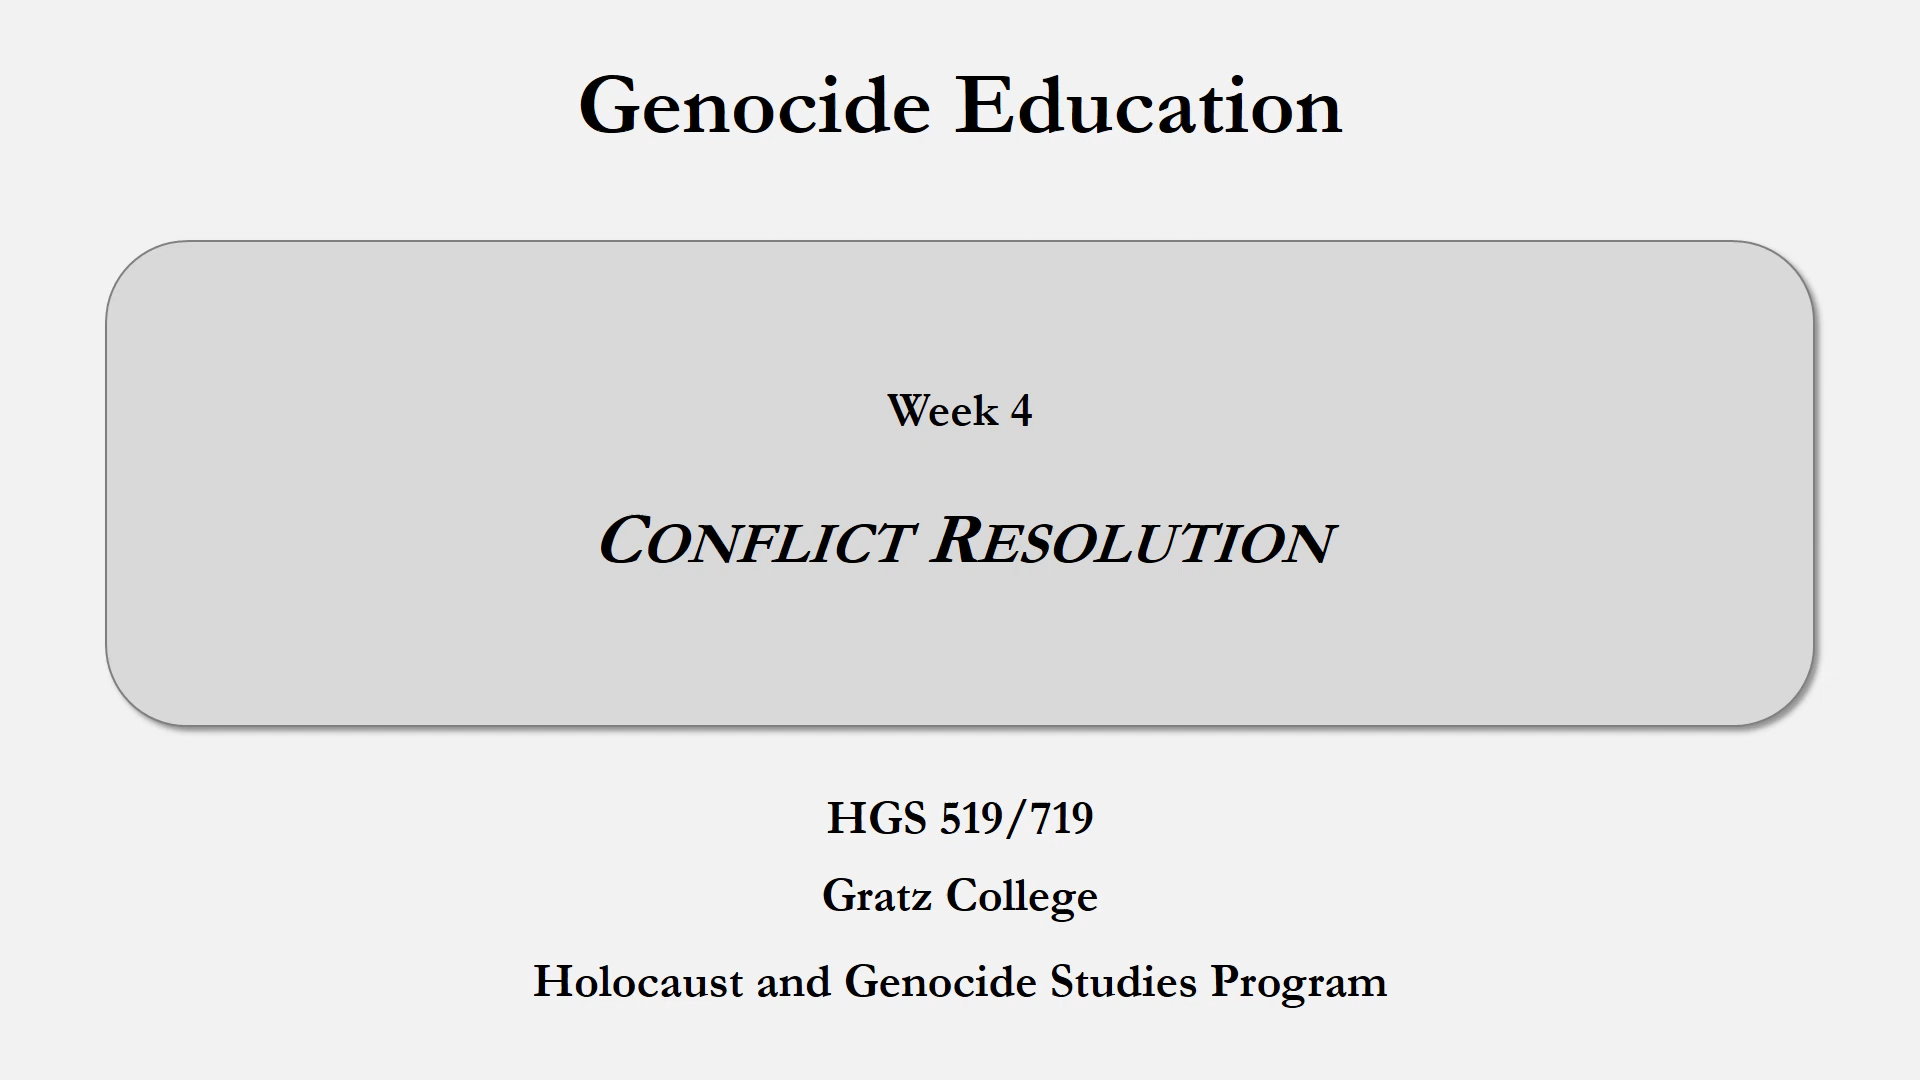 Genocide Education
Week 4
CONFLICT RESOLUTION
HGS 519/719
Gratz College
Holocaust and Genocide Studies Program